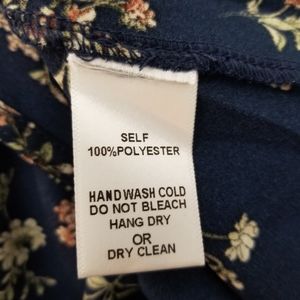 SELF
100%POLYESTER
HAND WASH COLD
DO NOT BLEACH
HANG DRY
OR
DRY CLEAN